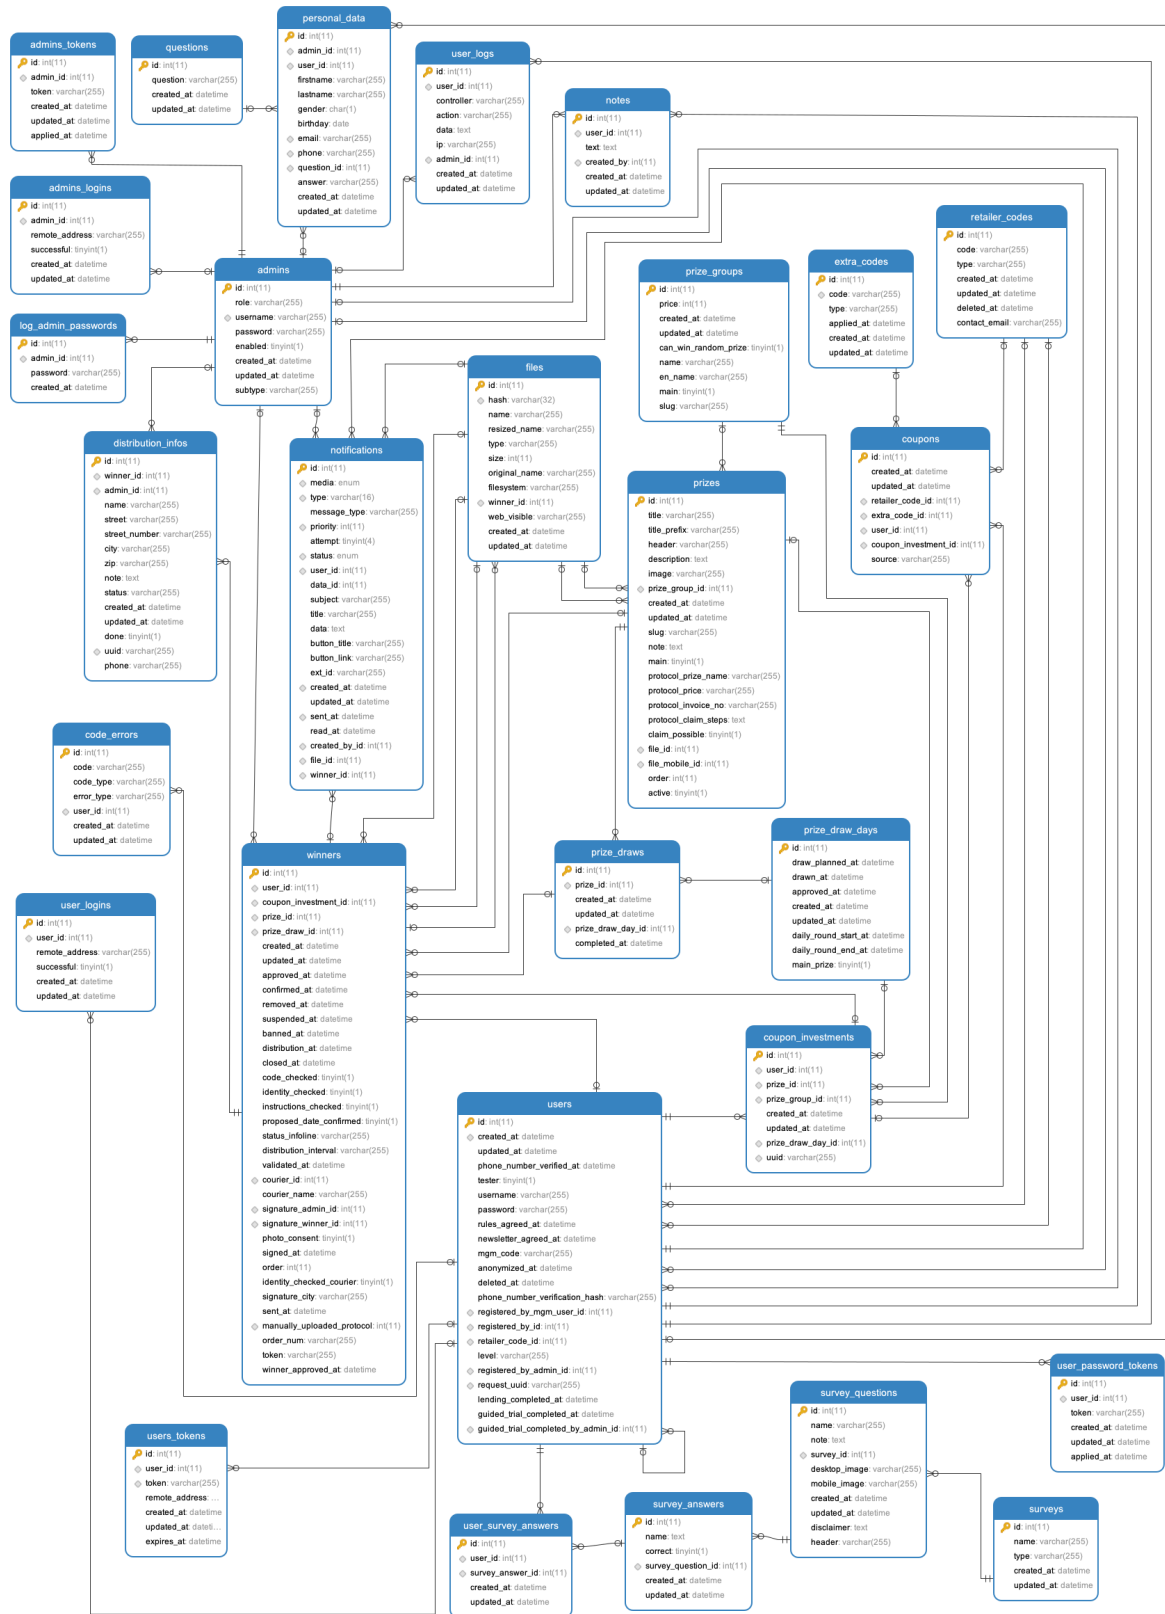 personal_data
id: int(11)
admin_id: int(11)
user_id: int(11)
firstname: varchar(255)
lastname: varchar(255)
gender: char(1)
birthday: date
email: varchar(255)
phone: varchar(255)
question_id: int(11)
answer: varchar(255)
created_at: datetime
updated_at: datetime
admins_tokens
id: int(11)
admin_id: int(11)
token: varchar(255)
created_at: datetime
updated_at: datetime
applied_at: datetime
questions
id: int(11)
question: varchar(255)
created_at: datetime
updated_at: datetime
user_logs
id: int(11)
user_id: int(11)
controller: varchar(255)
action: varchar(255)
data: text
ip: varchar(255)
admin_id: int(11)
created_at: datetime
updated_at: datetime
notes
id: int(11)
user_id: int(11)
text: text
created_by: int(11)
created_at: datetime
updated_at: datetime
admins_logins
id: int(11)
admin_id: int(11)
remote_address: varchar(255)
successful: tinyint(1)
created_at: datetime
updated_at: datetime
retailer_codes
id: int(11)
code: varchar(255)
type: varchar(255)
created_at: datetime
updated_at: datetime
deleted_at: datetime
contact_email: varchar(255)
admins
id: int(11)
role: varchar(255)
username: varchar(255)
password: varchar(255)
enabled: tinyint(1)
created_at: datetime
updated_at: datetime
subtype: varchar(255)
prize_groups
id: int(11)
price: int(11)
created_at: datetime
updated_at: datetime
can_win_random_prize: tinyint(1)
name: varchar(255)
en_name: varchar(255)
main: tinyint(1)
slug: varchar(255)
extra_codes
id: int(11)
code: varchar(255)
type: varchar(255)
applied_at: datetime
created_at: datetime
updated_at: datetime
log_admin_passwords
id: int(11)
admin_id: int(11)
password: varchar(255)
created_at: datetime
files
id: int(11)
hash: varchar(32)
name: varchar(255)
resized_name: varchar(255)
type: varchar(255)
size: int(11)
original_name: varchar(255)
filesystem: varchar(255)
winner_id: int(11)
web_visible: varchar(255)
created_at: datetime
updated_at: datetime
distribution_infos
id: int(11)
winner_id: int(11)
admin_id: int(11)
name: varchar(255)
street: varchar(255)
street_number: varchar(255)
city: varchar(255)
zip: varchar(255)
note: text
status: varchar(255)
created_at: datetime
updated_at: datetime
done: tinyint(1)
uuid: varchar(255)
phone: varchar(255)
notifications
id: int(11)
media: enum
type: varchar(16)
message_type: varchar(255)
priority: int(11)
attempt: tinyint(4)
status: enum
user_id: int(11)
data_id: int(11)
subject: varchar(255)
title: varchar(255)
data: text
button_title: varchar(255)
button_link: varchar(255)
ext_id: varchar(255)
created_at: datetime
updated_at: datetime
sent_at: datetime
read_at: datetime
created_by_id: int(11)
file_id: int(11)
winner_id: int(11)
coupons
id: int(11)
created_at: datetime
updated_at: datetime
retailer_code_id: int(11)
extra_code_id: int(11)
user_id: int(11)
coupon_investment_id: int(11)
source: varchar(255)
prizes
id: int(11)
title: varchar(255)
title_prefix: varchar(255)
header: varchar(255)
description: text
image: varchar(255)
prize_group_id: int(11)
created_at: datetime
updated_at: datetime
slug: varchar(255)
note: text
main: tinyint(1)
protocol_prize_name: varchar(255)
protocol_price: varchar(255)
protocol_invoice_no: varchar(255)
protocol_claim_steps: text
claim_possible: tinyint(1)
file_id: int(11)
file_mobile_id: int(11)
order: int(11)
active: tinyint(1)
code_errors
id: int(11)
code: varchar(255)
code_type: varchar(255)
error_type: varchar(255)
user_id: int(11)
created_at: datetime
updated_at: datetime
winners
id: int(11)
user_id: int(11)
coupon_investment_id: int(11)
prize_id: int(11)
prize_draw_id: int(11)
created_at: datetime
updated_at: datetime
approved_at: datetime
confirmed_at: datetime
removed_at: datetime
suspended_at: datetime
banned_at: datetime
distribution_at: datetime
closed_at: datetime
code_checked: tinyint(1)
identity_checked: tinyint(1)
instructions_checked: tinyint(1)
proposed_date_confirmed: tinyint(1)
status_infoline: varchar(255)
distribution_interval: varchar(255)
validated_at: datetime
courier_id: int(11)
courier_name: varchar(255)
signature_admin_id: int(11)
signature_winner_id: int(11)
photo_consent: tinyint(1)
signed_at: datetime
order: int(11)
identity_checked_courier: tinyint(1)
signature_city: varchar(255)
sent_at: datetime
manually_uploaded_protocol: int(11)
order_num: varchar(255)
token: varchar(255)
winner_approved_at: datetime
prize_draws
id: int(11)
prize_id: int(11)
created_at: datetime
updated_at: datetime
prize_draw_day_id: int(11)
completed_at: datetime
prize_draw_days
id: int(11)
draw_planned_at: datetime
drawn_at: datetime
approved_at: datetime
created_at: datetime
updated_at: datetime
daily_round_start_at: datetime
daily_round_end_at: datetime
main_prize: tinyint(1)
user_logins
id: int(11)
user_id: int(11)
remote_address: varchar(255)
successful: tinyint(1)
created_at: datetime
updated_at: datetime
coupon_investments
id: int(11)
user_id: int(11)
prize_id: int(11)
prize_group_id: int(11)
created_at: datetime
updated_at: datetime
prize_draw_day_id: int(11)
uuid: varchar(255)
users
id: int(11)
created_at: datetime
updated_at: datetime
phone_number_verified_at: datetime
tester: tinyint(1)
username: varchar(255)
password: varchar(255)
rules_agreed_at: datetime
newsletter_agreed_at: datetime
mgm_code: varchar(255)
anonymized_at: datetime
deleted_at: datetime
phone_number_verification_hash: varchar(255)
registered_by_mgm_user_id: int(11)
registered_by_id: int(11)
retailer_code_id: int(11)
level: varchar(255)
registered_by_admin_id: int(11)
request_uuid: varchar(255)
lending_completed_at: datetime
guided_trial_completed_at: datetime
guided_trial_completed_by_admin_id: int(11)
user_password_tokens
id: int(11)
user_id: int(11)
token: varchar(255)
created_at: datetime
updated_at: datetime
applied_at: datetime
survey_questions
id: int(11)
name: varchar(255)
note: text
survey_id: int(11)
desktop_image: varchar(255)
mobile_image: varchar(255)
created_at: datetime
updated_at: datetime
disclaimer: text
header: varchar(255)
users_tokens
id: int(11)
user_id: int(11)
token: varchar(255)
remote_address: ...
created_at: datetime
updated_at: dateti...
expires_at: datetime
survey_answers
id: int(11)
name: text
correct: tinyint(1)
survey_question_id: int(11)
created_at: datetime
updated_at: datetime
surveys
id: int(11)
name: varchar(255)
type: varchar(255)
created_at: datetime
updated_at: datetime
user_survey_answers
id: int(11)
user_id: int(11)
survey_answer_id: int(11)
created_at: datetime
updated_at: datetime